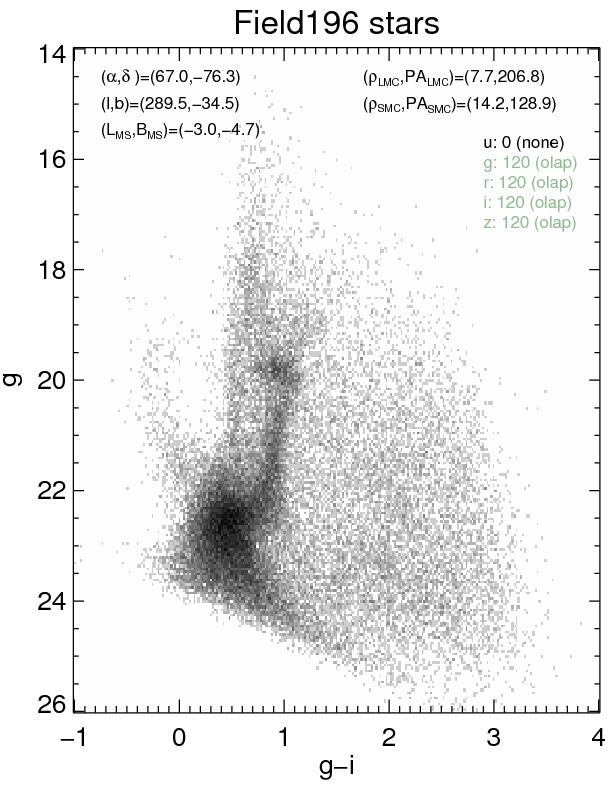 Field196 stars
(α,δ )=(67.0,−76.3)
(ρLMC,PALMC)=(7.7,206.8)
(l,b)=(289.5,−34.5)
(ρSMC,PASMC)=(14.2,128.9)
(LMS,BMS)=(−3.0,−4.7)
u: 0 (none)
g: 120 (olap)
r: 120 (olap)
i: 120 (olap)
z: 120 (olap)
14
16
18
20
22
24
26
g
−1 0 1 2 3 4
g−i